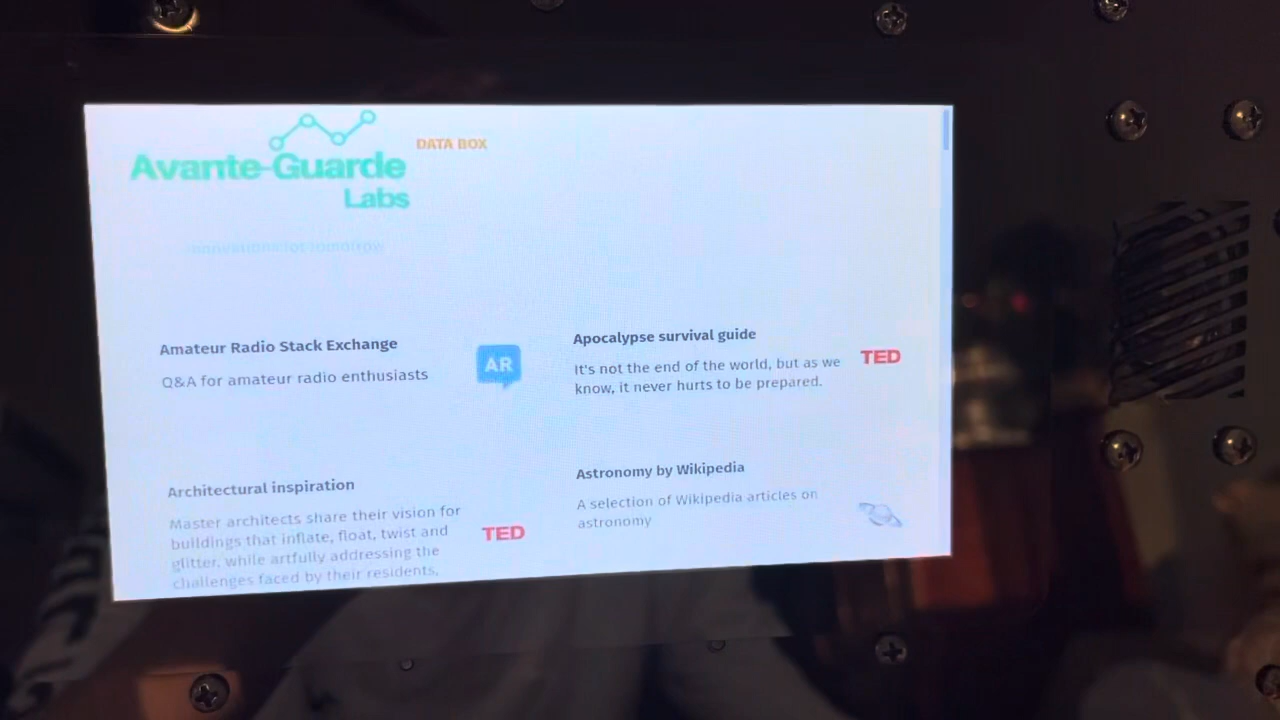 DATA BOX
Avante-Guarde
Labs
innovations for tomorrow
Amateur Radio Stack Exchange
Q&A for amateur radio enthusiasts
AR
Apocalypse survival guide
It's not the end of the world, but as we
know, it never hurts to be prepared.
TED
Architectural inspiration
Master architects share their vision for
buildings that inflate, float, twist and
glitter, while artfully addressing the
challenges faced by their residents,
TED
Astronomy by Wikipedia
A selection of Wikipedia articles on
astronomy